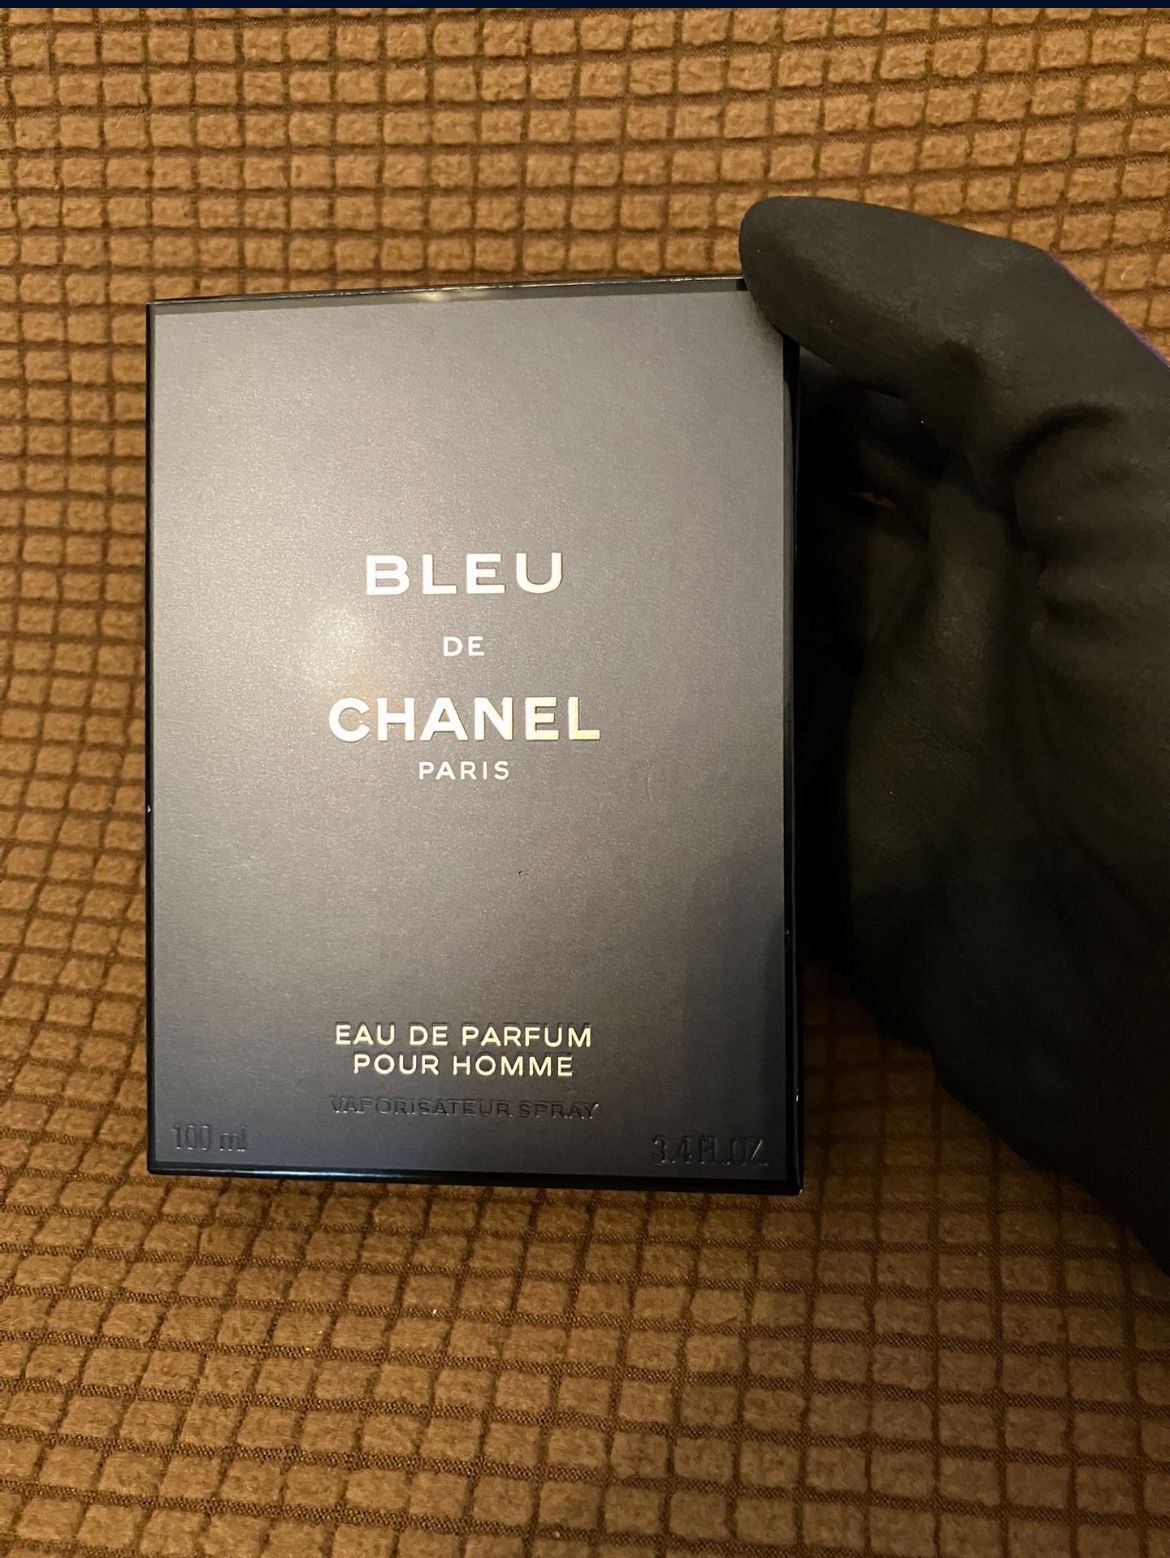 BLEU
DE
CHANEL
PARIS
EAU DE PARFUM
POUR HOMME
VAPORISATEUR SPRAY
100 ml
3.4 FL.OZ.